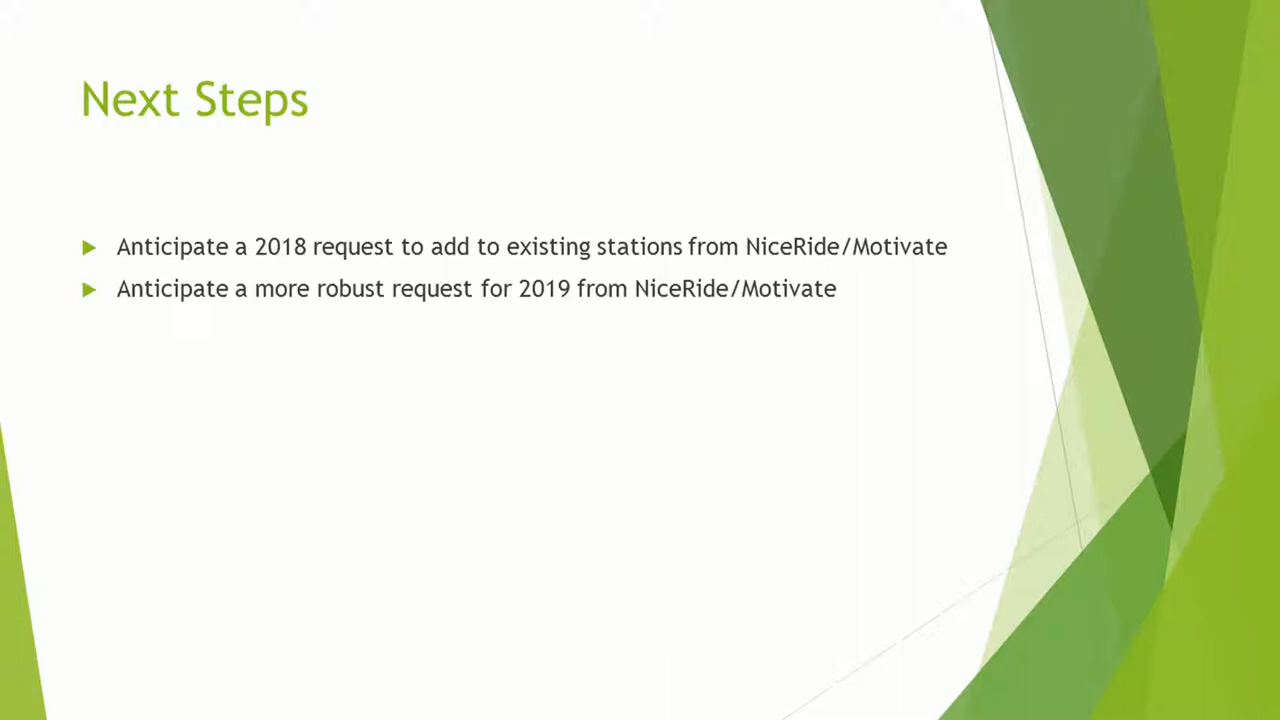 Next Steps
Anticipate a 2018 request to add to existing stations from NiceRide/Motivate
Anticipate a more robust request for 2019 from NiceRide/Motivate